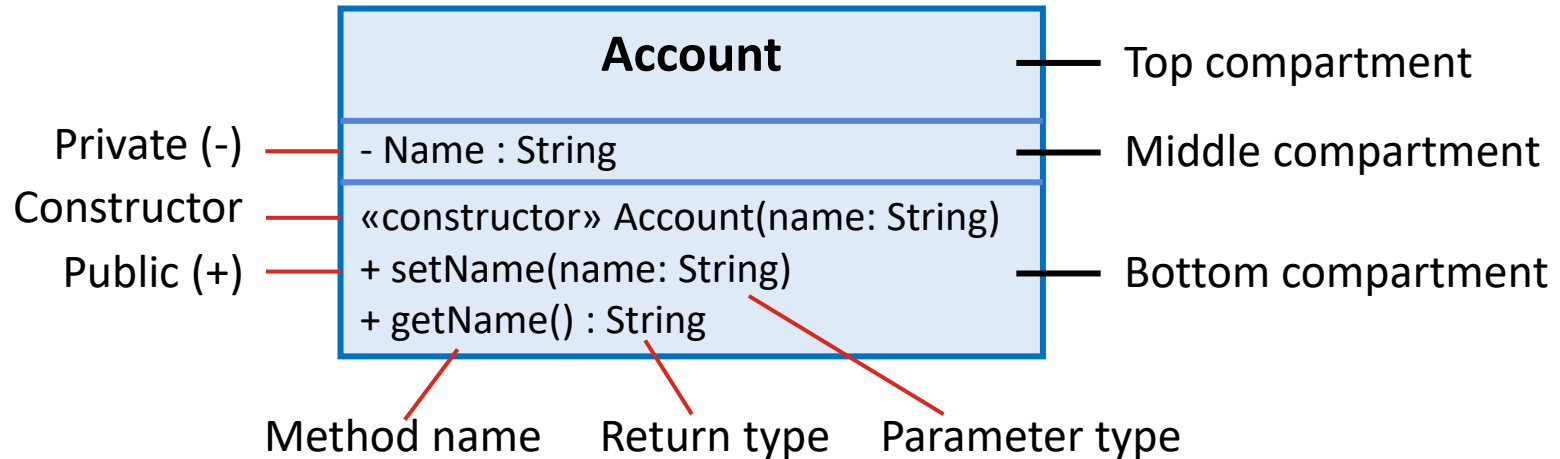 Account
Top compartment
Private (-)
- Name : String
Middle compartment
Constructor
«constructor» Account(name: String)
Public (+)
+ setName(name: String)
Bottom compartment
+ getName() : String
Method name
Return type
Parameter type